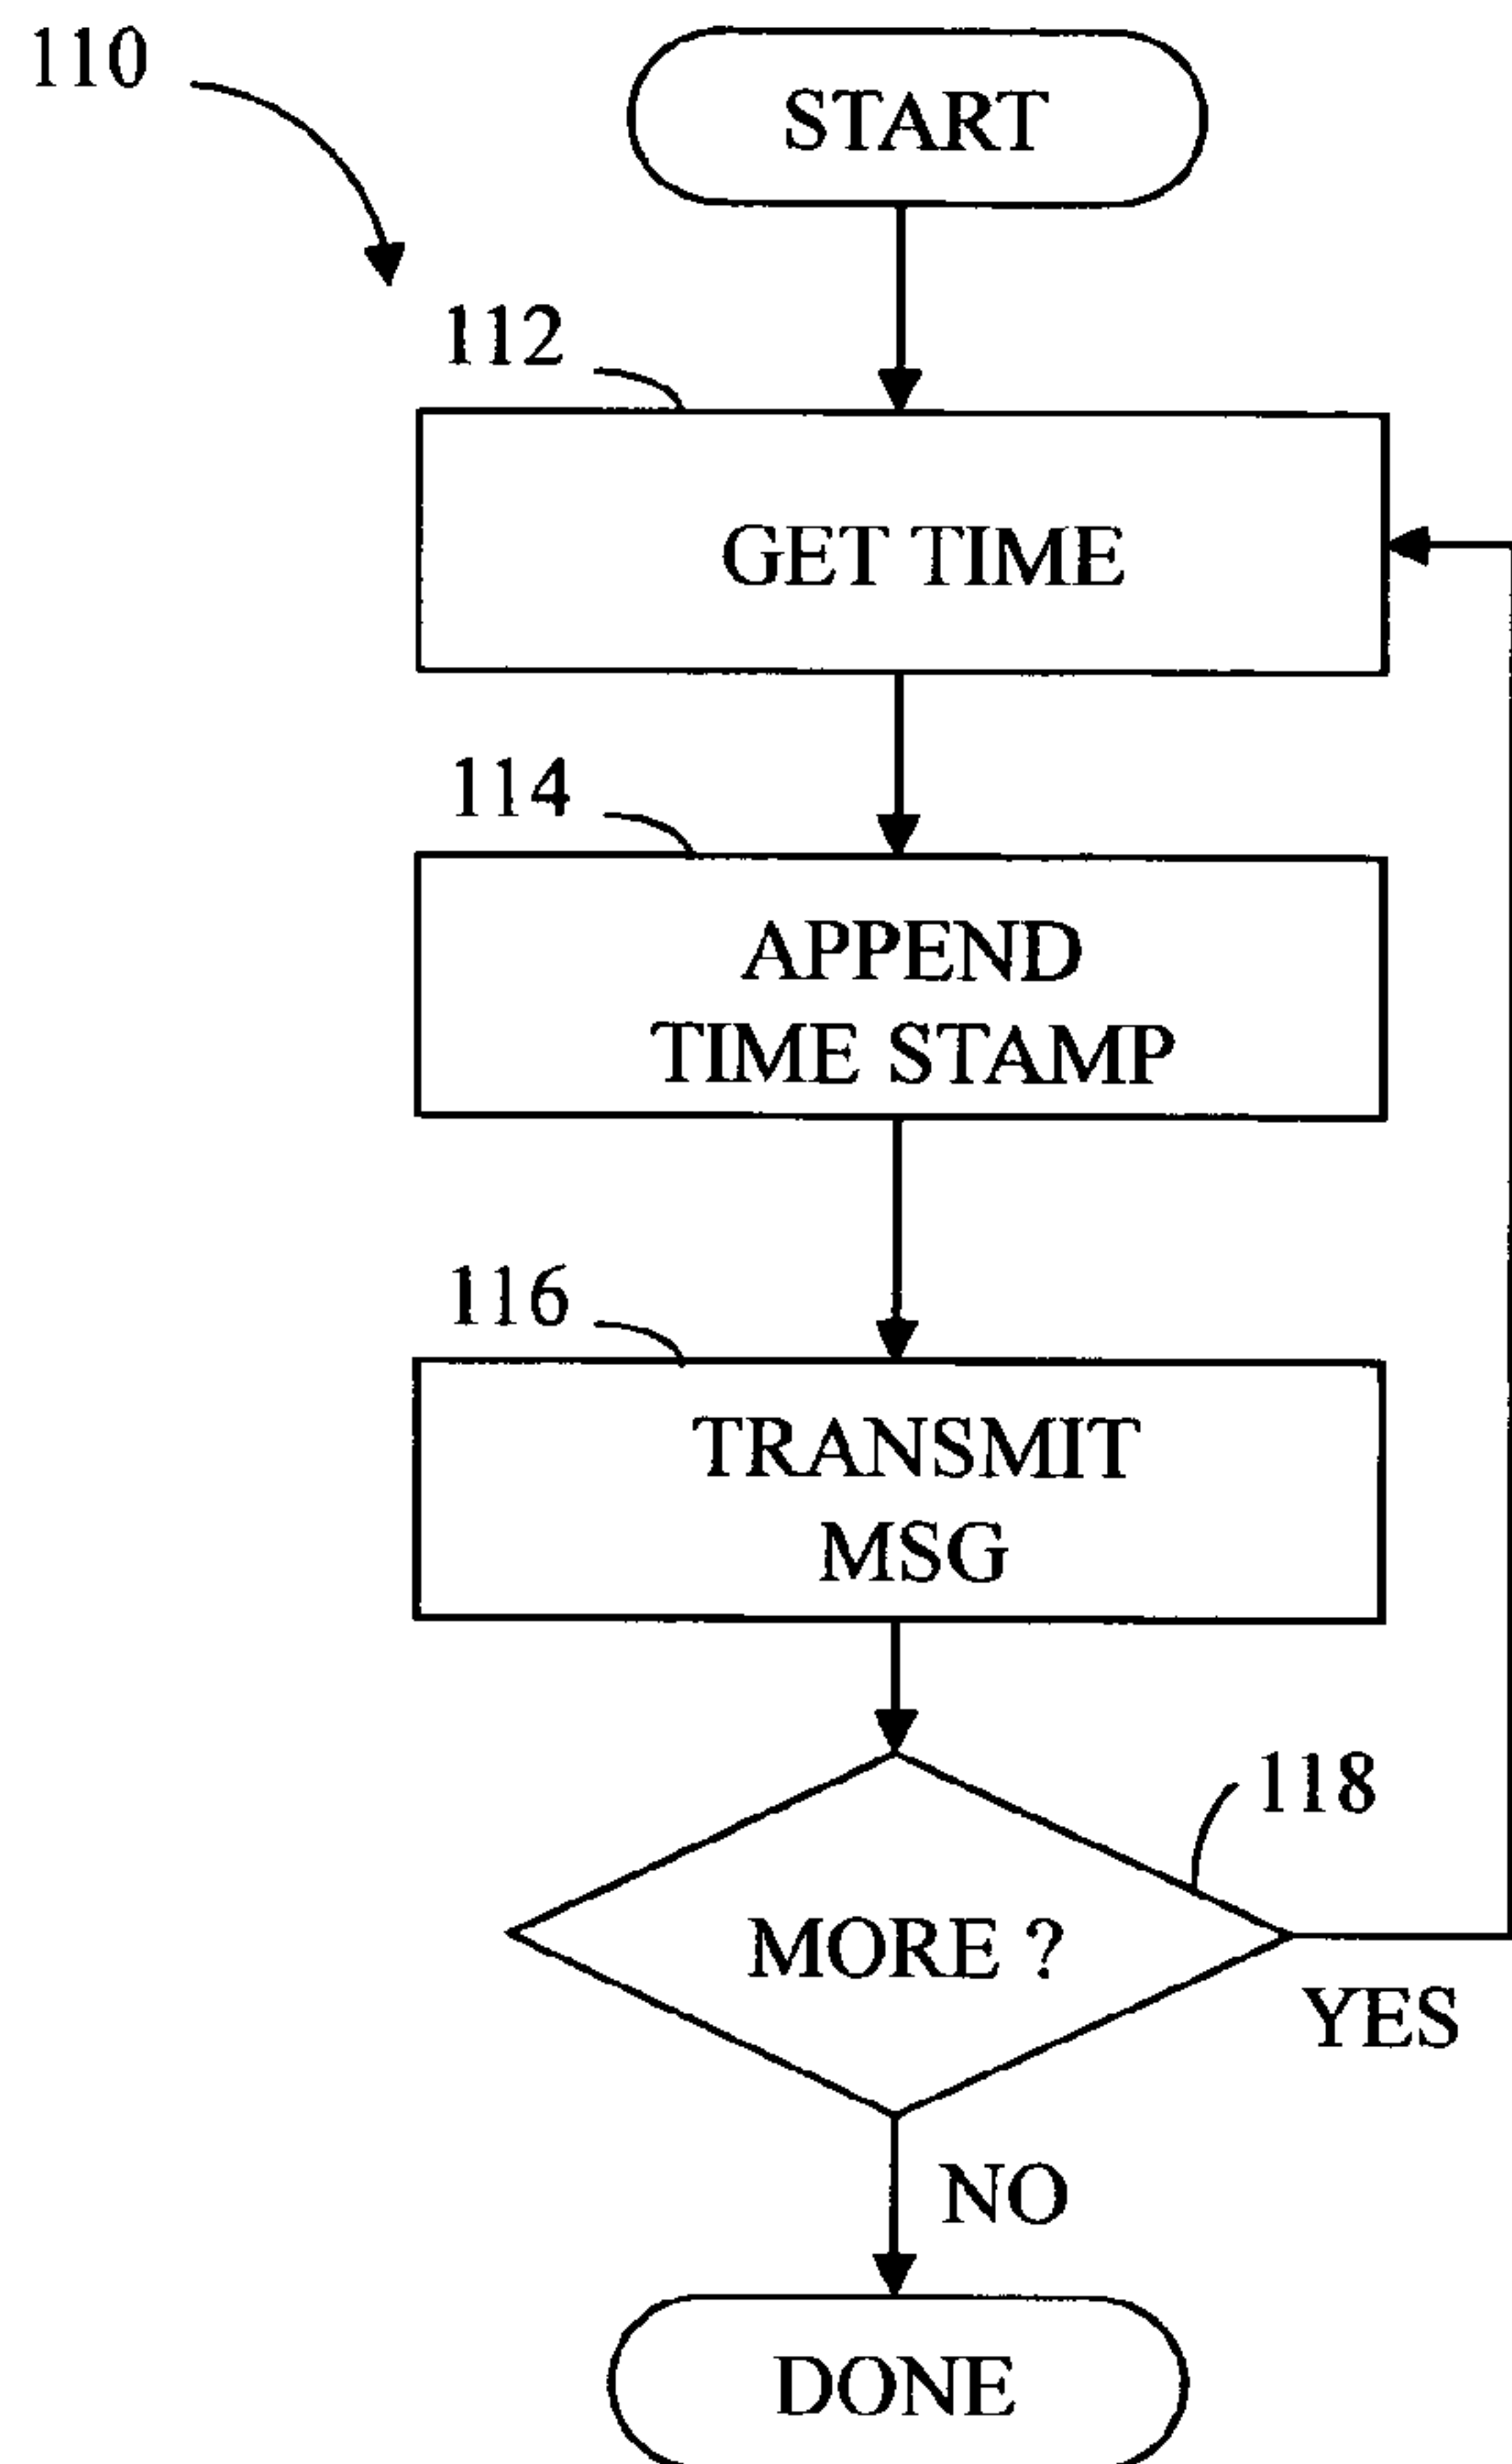 110
START
112
GET TIME
114
APPEND
TIME STAMP
116
TRANSMIT
MSG
118
MORE ?
YES
NO
DONE